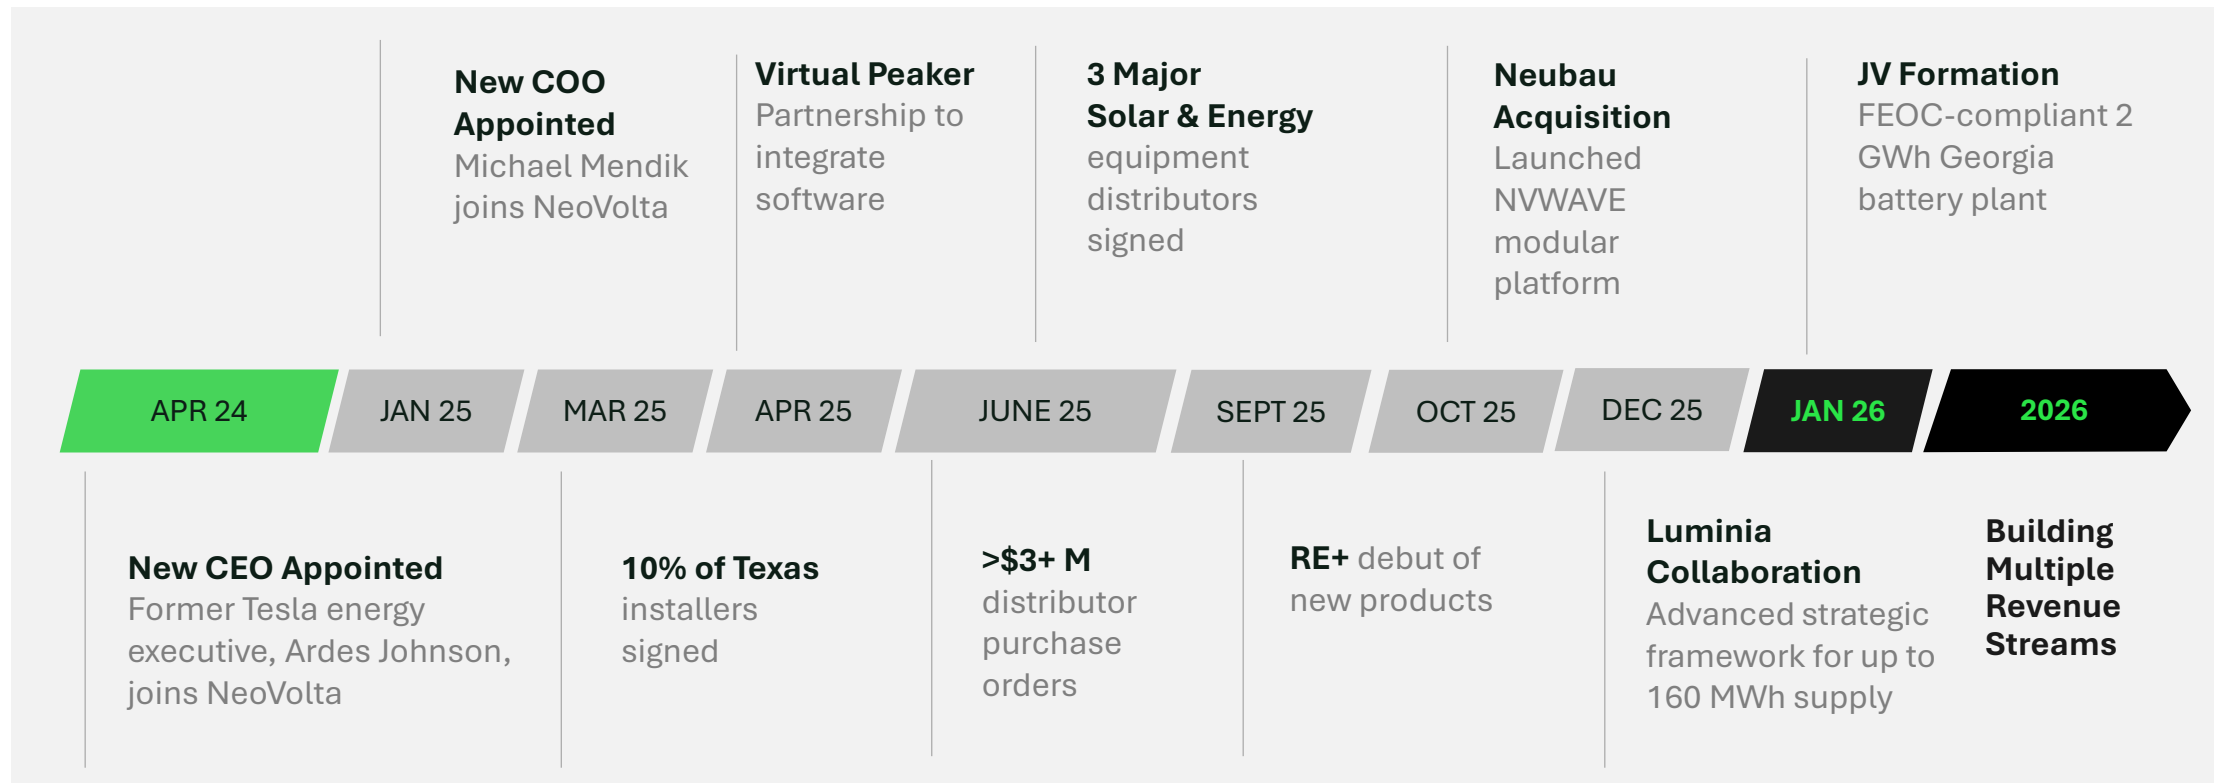 New COO
Appointed
Michael Mendik
joins NeoVolta
Virtual Peaker
Partnership to
integrate
software
3 Major
Solar & Energy
equipment
distributors
signed
Neubau
Acquisition
Launched
NVWAVE
modular
platform
JV Formation
FEOC-compliant 2
GWh Georgia
battery plant
APR 24
JAN 25
MAR 25
APR 25
JUNE 25
SEPT 25
OCT 25
DEC 25
JAN 26
2026
New CEO Appointed
Former Tesla energy
executive, Ardes Johnson,
joins NeoVolta
10% of Texas
installers
signed
>$3+ M
distributor
purchase
orders
RE+ debut of
new products
Luminia
Collaboration
Advanced strategic
framework for up to
160 MWh supply
Building
Multiple
Revenue
Streams